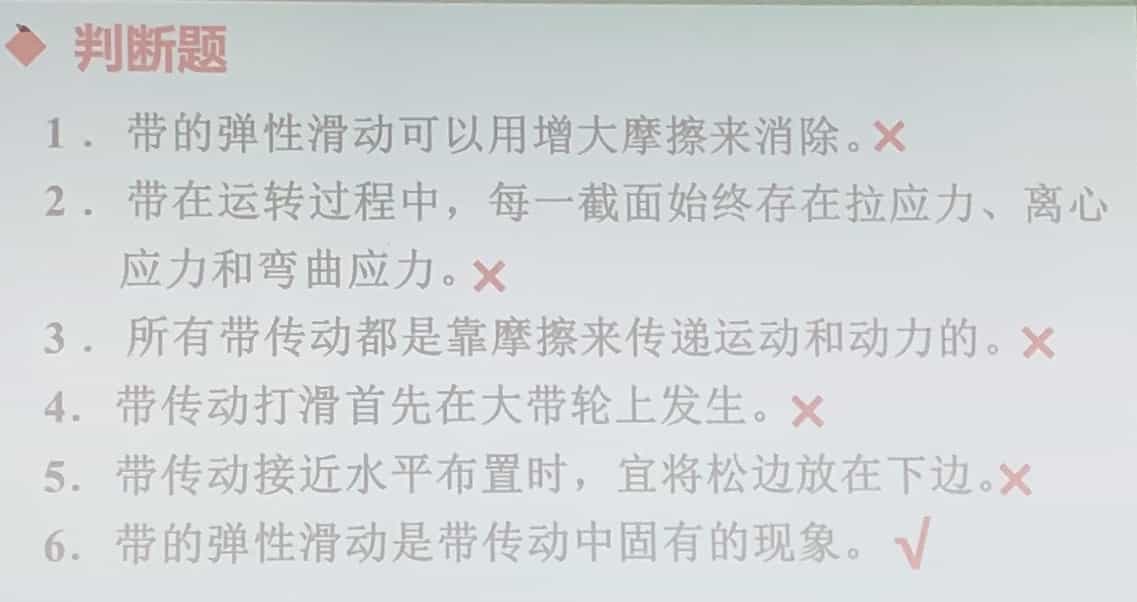 判断题
1． 带的弹性滑动可以用增大摩擦来消除。×
2． 带在运转过程中，每一截面始终存在拉应力、离心
应力和弯曲应力。×
3． 所有带传动都是靠摩擦来传递运动和动力的。×
4. 带传动打滑首先在大带轮上发生。×
5. 带传动接近水平布置时，宜将松边放在下边。×
6. 带的弹性滑动是带传动中固有的现象。√